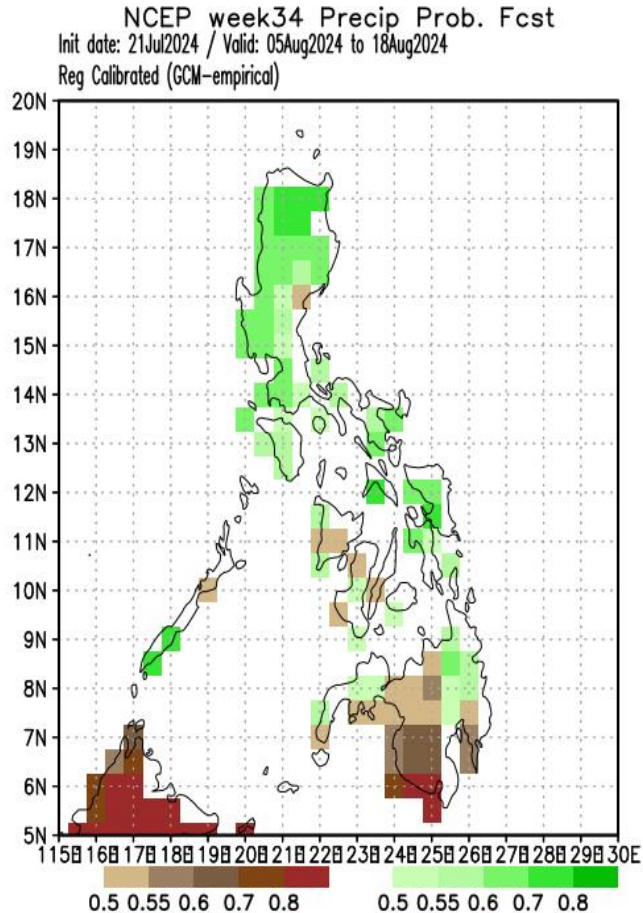 NCEP week34 Precip Prob. Fcst
Init date: 21Jul2024 / Valid: 05Aug2024 to 18Aug2024
Reg Calibrated (GCM-empirical)
20N
19N
18N
17N
16N
15N
14N
13N
12N
11N
10N
9N
8N
7N
6N
5N
115E 116E 117E 118E 119E 120E 121E 122E 123E 124E 125E 126E 127E 128E 129E 130E
0.5 0.55 0.6 0.7 0.8 0.5 0.55 0.6 0.7 0.8